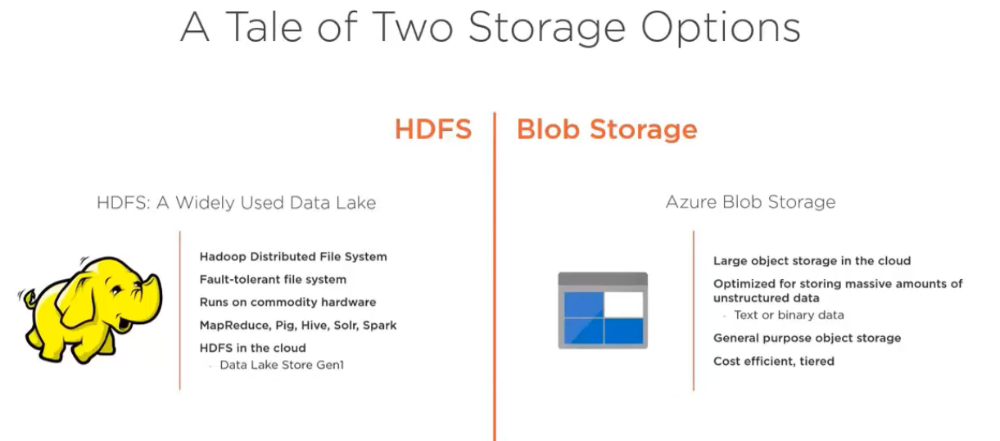 A Tale of Two Storage Options
HDFS
HDFS: A Widely Used Data Lake
Hadoop Distributed File System
Fault-tolerant file system
Runs on commodity hardware
MapReduce, Pig, Hive, Solr, Spark
HDFS in the cloud
- Data Lake Store Gen1
Blob Storage
Azure Blob Storage
Large object storage in the cloud
Optimized for storing massive amounts of
unstructured data
- Text or binary data
General purpose object storage
Cost efficient, tiered